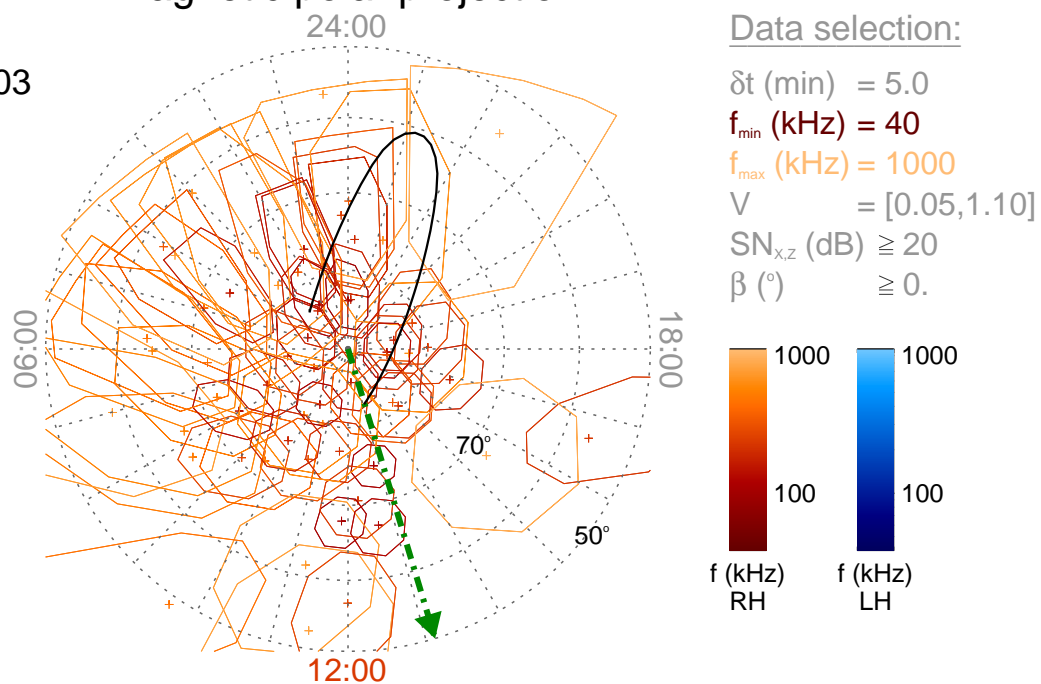 24:00
03
06:00
18:00
70°
50°
12:00
Data selection:
δt (min) = 5.0
fmin (kHz) = 40
fmax (kHz) = 1000
V = [0.05,1.10]
SNx,z (dB) ≧ 20
β (°) ≧ 0.
1000 1000
100 100
f (kHz) f (kHz)
RH LH